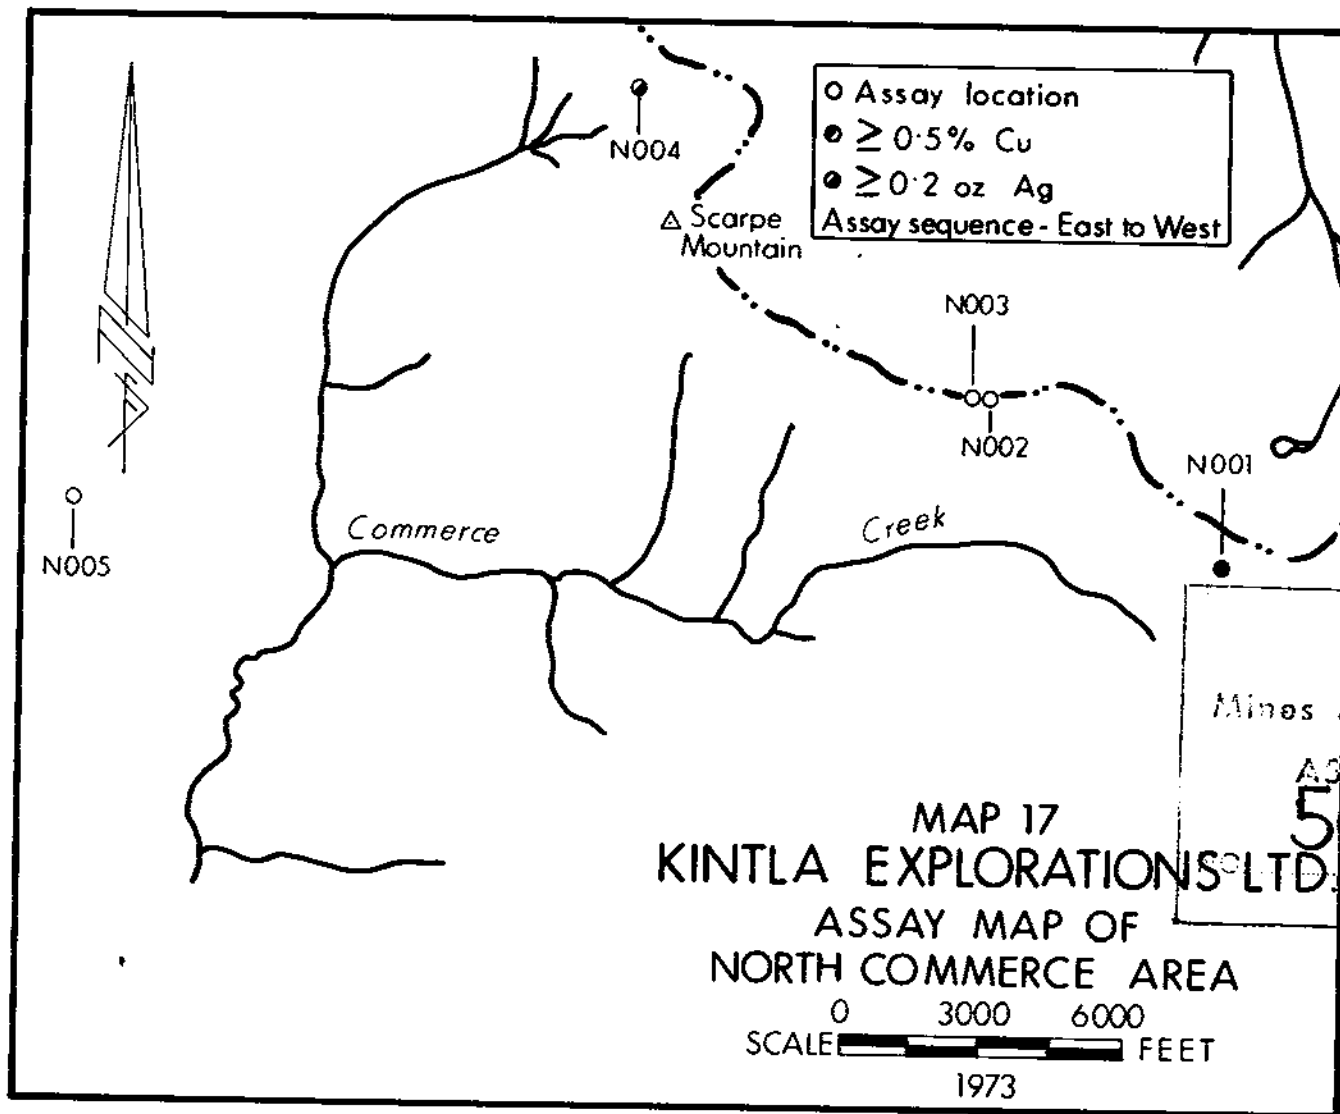 N004
○ Assay location
≥ 0·5% Cu
≥ 0·2 oz Ag
Assay sequence - East to West
△ Scarpe
Mountain
N003
N002
N001
N005
Commerce
Creek
Mines
5
MAP 17
KINTLA EXPLORATIONS LTD.
ASSAY MAP OF
NORTH COMMERCE AREA
0 3000 6000
SCALE FEET
1973